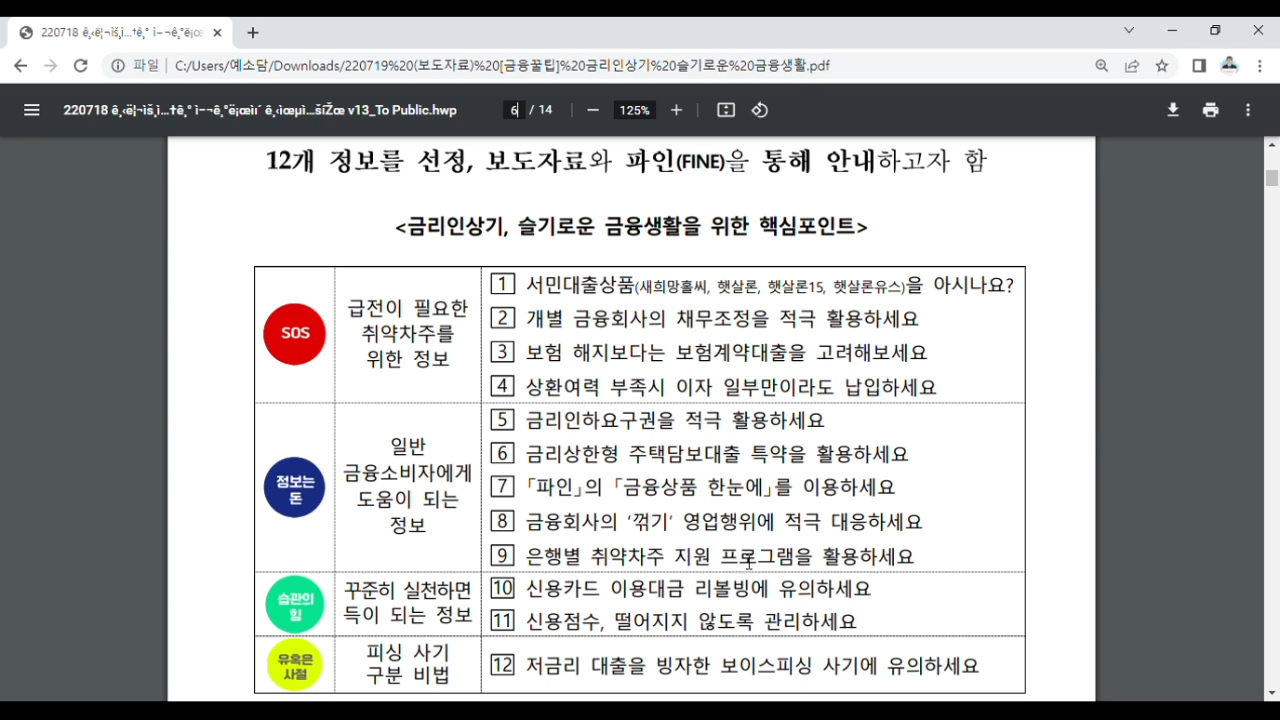 220718 ê¸‹ë¦¬ìš¸ì...†ê¸° ì−¬ê¸°ë¡œ
파일 | C:/Users/예소담/Downloads/220719%20(보도자료)%20[금융꿀팁]%20금리인상기%20슬기로운%20금융생활.pdf
6 / 14
125%
12개 정보를 선정, 보도자료와 파인(FINE)을 통해 안내하고자 함
<금리인상기, 슬기로운 금융생활을 위한 핵심포인트>
SOS
급전이 필요한
취약차주를
위한 정보
1 서민대출상품(새희망홀씨, 햇살론, 햇살론15, 햇살론유스)을 아시나요?
2 개별 금융회사의 채무조정을 적극 활용하세요
3 보험 해지보다는 보험계약대출을 고려해보세요
4 상환여력 부족시 이자 일부만이라도 납입하세요
정보는
돈
일반
금융소비자에게
도움이 되는
정보
5 금리인하요구권을 적극 활용하세요
6 금리상한형 주택담보대출 특약을 활용하세요
7 「파인」의 「금융상품 한눈에」를 이용하세요
8 금융회사의 '꺾기' 영업행위에 적극 대응하세요
9 은행별 취약차주 지원 프로그램을 활용하세요
습관의
힘
꾸준히 실천하면
득이 되는 정보
10 신용카드 이용대금 리볼빙에 유의하세요
11 신용점수, 떨어지지 않도록 관리하세요
유혹은
사절
피싱 사기
구분 비법
12 저금리 대출을 빙자한 보이스피싱 사기에 유의하세요